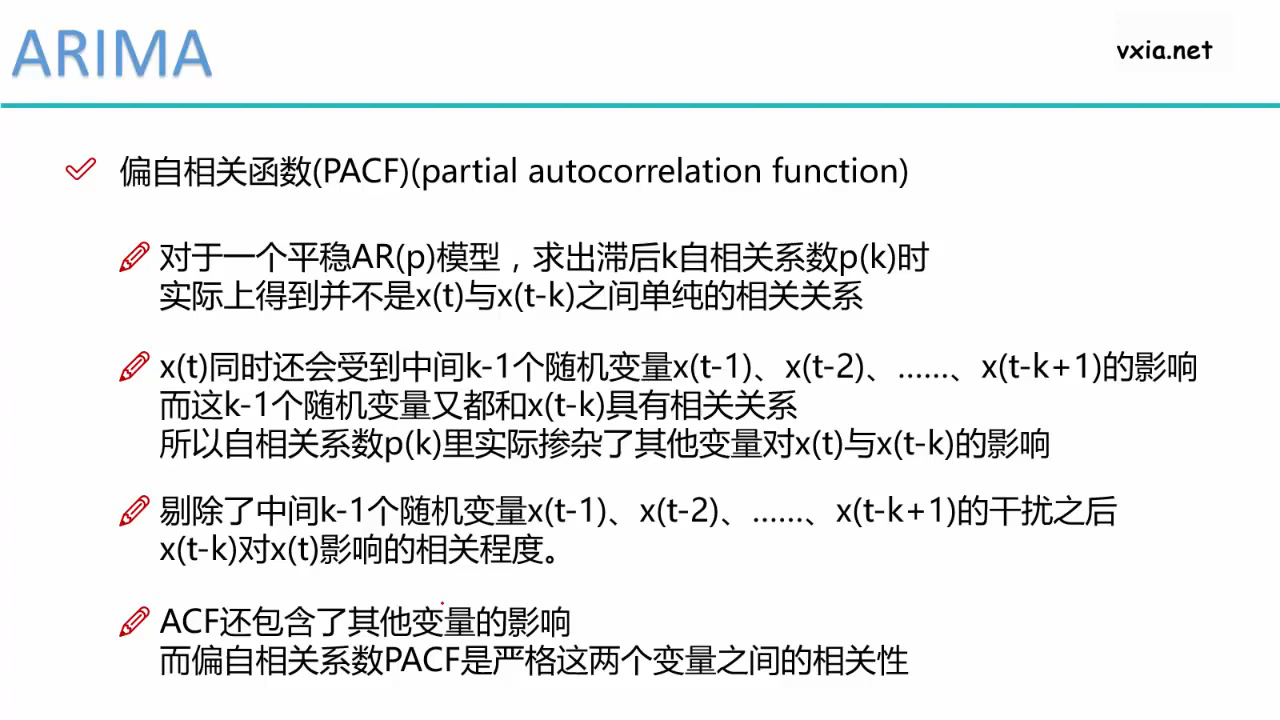 ARIMA
vxia.net
偏自相关函数(PACF)(partial autocorrelation function)
对于一个平稳AR(p)模型，求出滞后k自相关系数p(k)时
实际上得到并不是x(t)与x(t-k)之间单纯的相关关系
x(t)同时还会受到中间k-1个随机变量x(t-1)、x(t-2)、……、x(t-k+1)的影响
而这k-1个随机变量又都和x(t-k)具有相关关系
所以自相关系数p(k)里实际掺杂了其他变量对x(t)与x(t-k)的影响
剔除了中间k-1个随机变量x(t-1)、x(t-2)、……、x(t-k+1)的干扰之后
x(t-k)对x(t)影响的相关程度。
ACF还包含了其他变量的影响
而偏自相关系数PACF是严格这两个变量之间的相关性